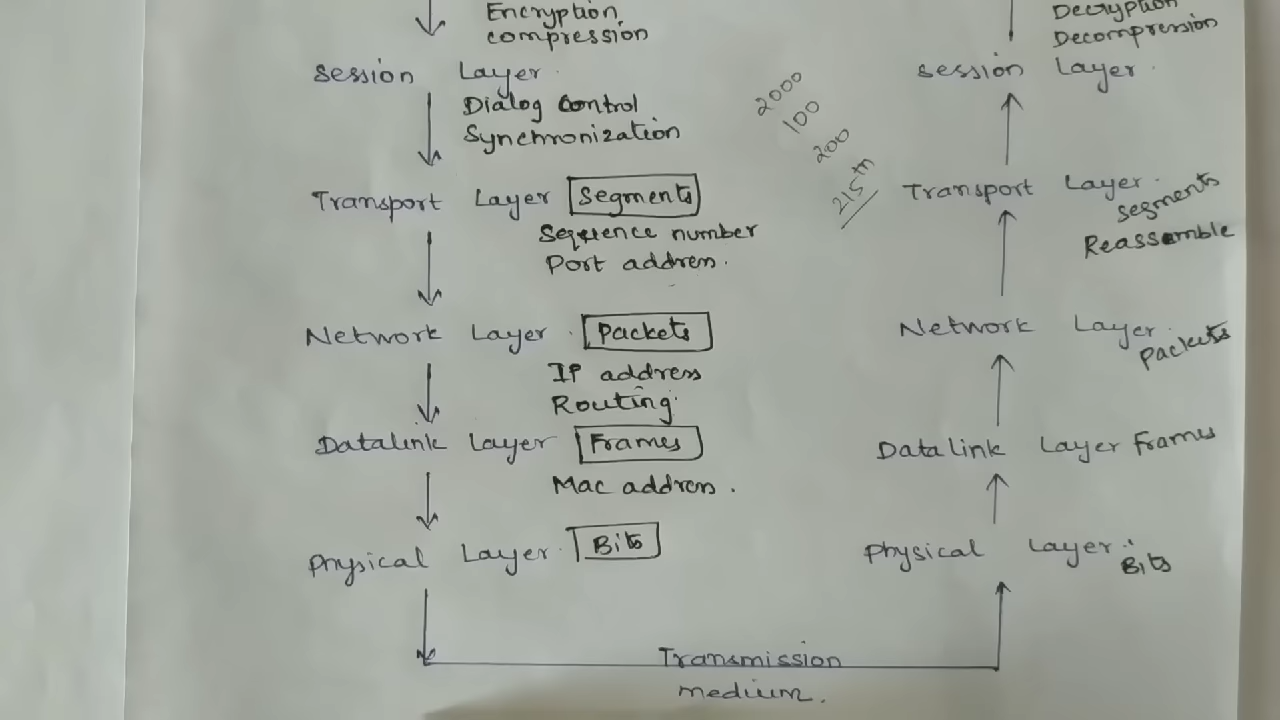 Encryption
compression
Session Layer.
Dialog control
Synchronization
Transport Layer Segments
Sequence number
Port address.
Network Layer. Packets
IP address
Routing.
Datalink Layer Frames
Mac address.
Physical Layer. Bits
2000
100
200
215th
Decryption
Decompression
Session Layer.
Transport Layer.
Segments
Reassemble
Network Layer.
Packets
Datalink Layer Frames
Physical Layer.
Bits
Transmission
medium.